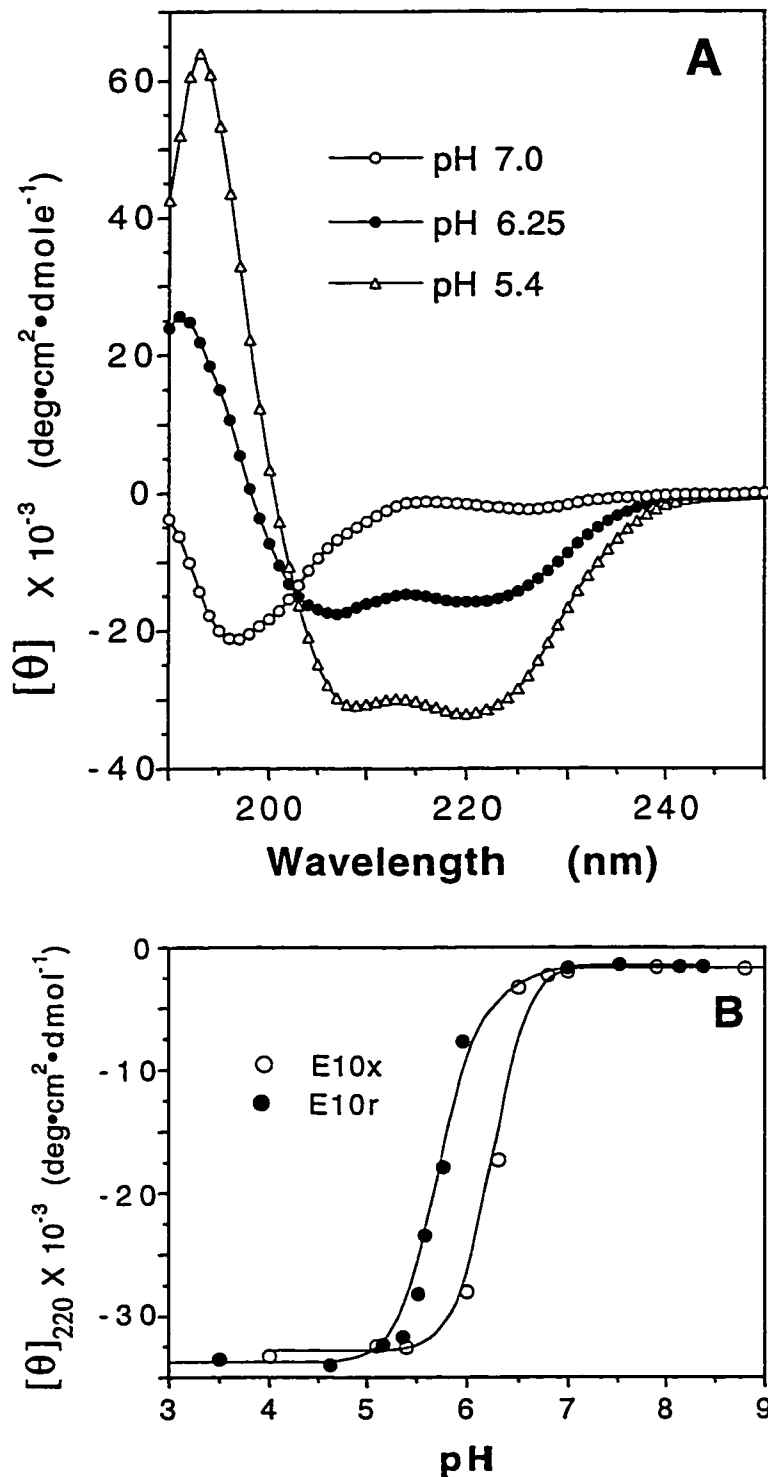 A
60
40
20
0
-20
-40
pH 7.0
pH 6.25
pH 5.4
[θ] X 10⁻³ (deg•cm²•dmole⁻¹)
200 220 240
Wavelength (nm)
B
0
-10
-20
-30
E10x
E10r
[θ]₂₂₀ X 10⁻³ (deg•cm²•dmol⁻¹)
3 4 5 6 7 8 9
pH